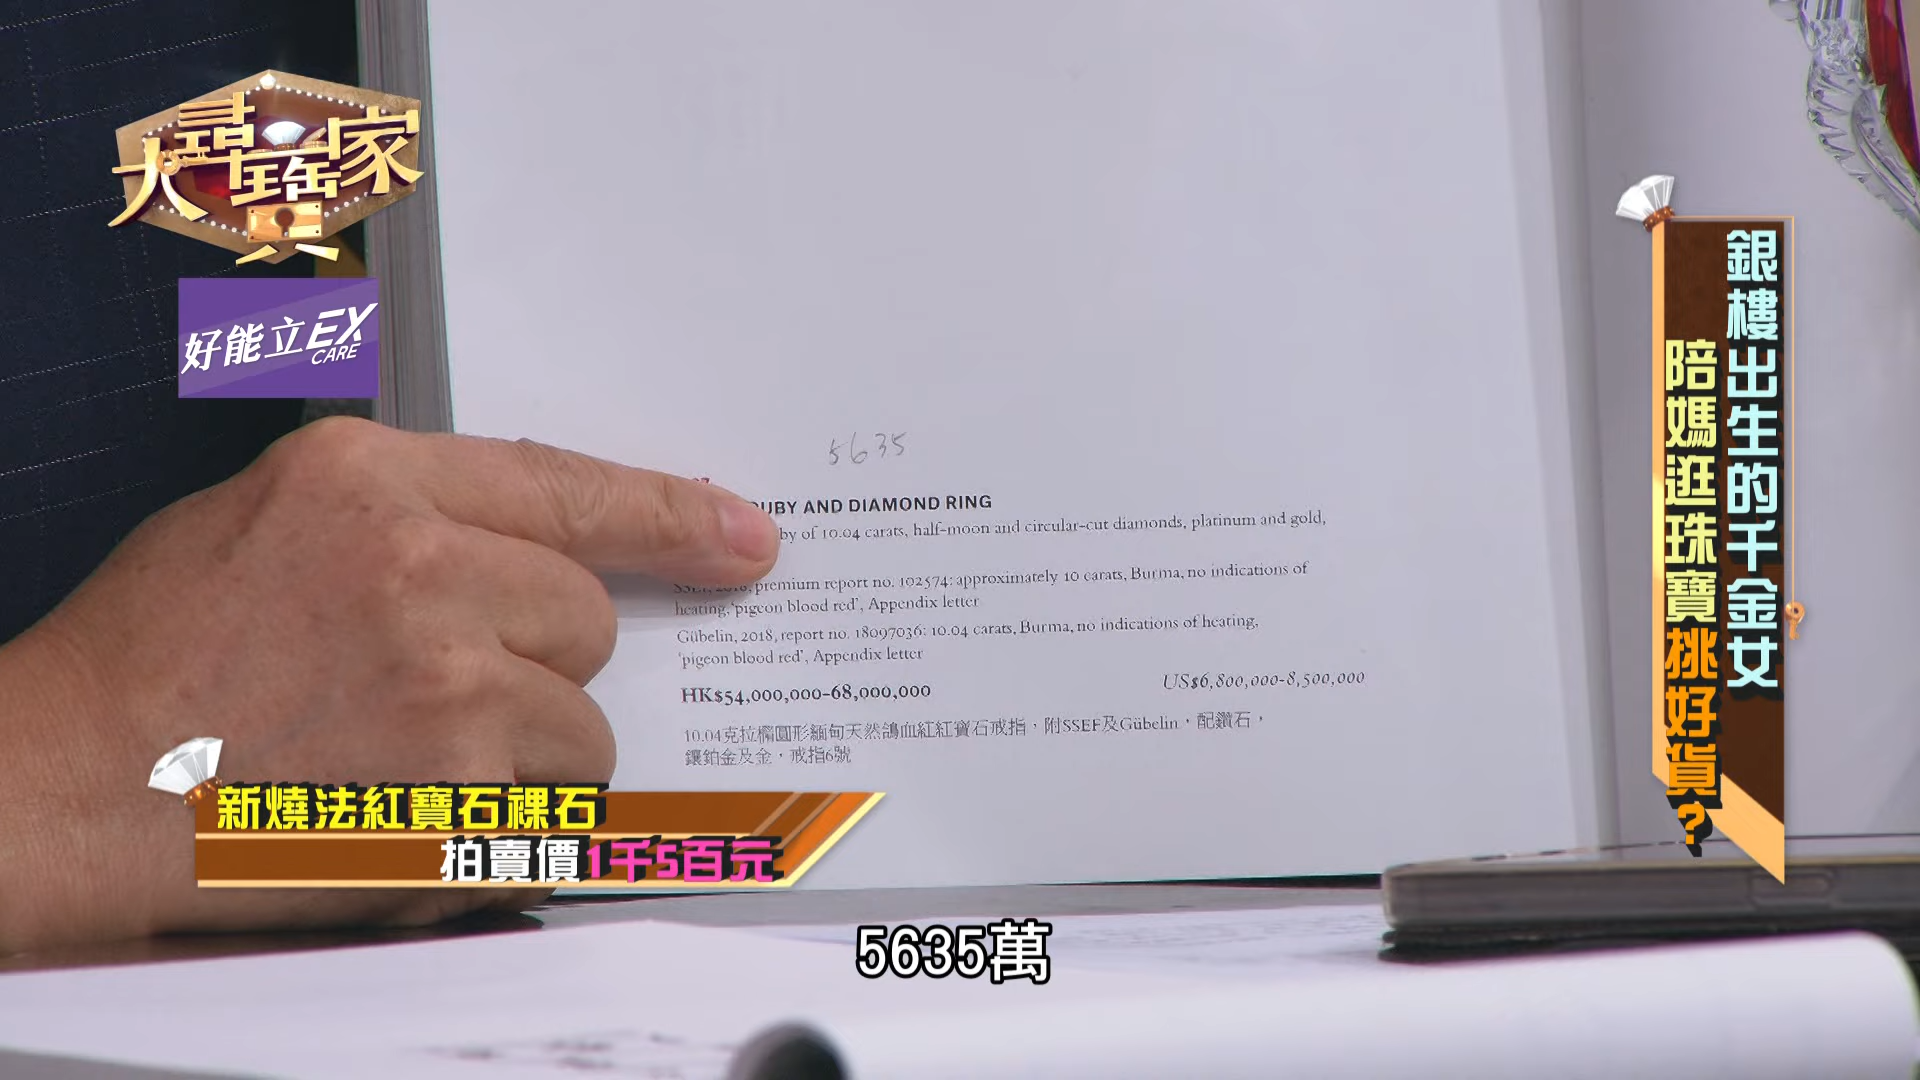 大尋寶家
好能立EX
CARE
5635
RUBY AND DIAMOND RING
by of 10.04 carats, half-moon and circular-cut diamonds, platinum and gold,
premium report no. 102574: approximately 10 carats, Burma, no indications of
heating, 'pigeon blood red', Appendix letter
Gübelin, 2018, report no. 18097036: 10.04 carats, Burma, no indications of heating,
'pigeon blood red', Appendix letter
HK$54,000,000-68,000,000
US$6,800,000-8,500,000
10.04克拉橢圓形緬甸天然鴿血紅紅寶石戒指，附SSEF及Gübelin，配鑽石，
鑲鉑金及金，戒指6號
銀樓出生的千金女
陪媽逛珠寶挑好貨?
新燒法紅寶石裸石
拍賣價1千5百元
5635萬